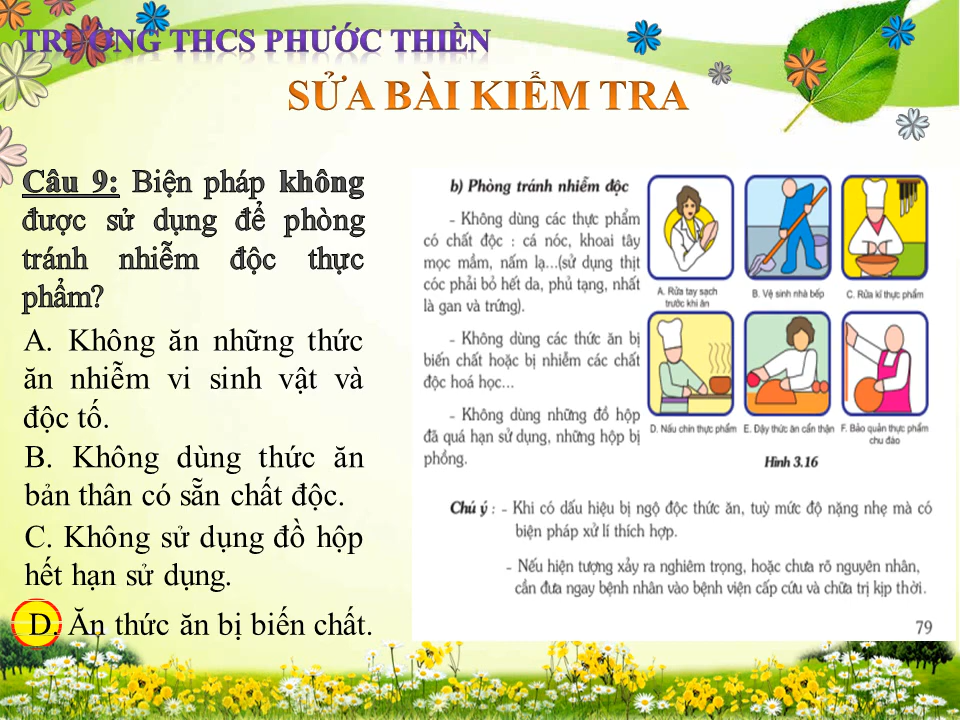 TRƯỜNG THCS PHƯỚC THIỀN
SỬA BÀI KIỂM TRA
Câu 9: Biện pháp không
được sử dụng để phòng
tránh nhiễm độc thực
phẩm?
A. Không ăn những thức
ăn nhiễm vi sinh vật và
độc tố.
B. Không dùng thức ăn
bản thân có sẵn chất độc.
C. Không sử dụng đồ hộp
hết hạn sử dụng.
D. Ăn thức ăn bị biến chất.
b) Phòng tránh nhiễm độc
- Không dùng các thực phẩm
có chất độc : cá nóc, khoai tây
mọc mầm, nấm lạ...(sử dụng thịt
cóc phải bỏ hết da, phủ tạng, nhất
là gan và trứng).
- Không dùng các thức ăn bị
biến chất hoặc bị nhiễm các chất
độc hoá học...
- Không dùng những đồ hộp
đã quá hạn sử dụng, những hộp bị
phồng.
A. Rửa tay sạch
trước khi ăn
B. Vệ sinh nhà bếp
C. Rửa kĩ thực phẩm
D. Nấu chín thực phẩm
E. Đậy thức ăn cẩn thận
F. Bảo quản thực phẩm
chu đáo
Hình 3.16
Chú ý : - Khi có dấu hiệu bị ngộ độc thức ăn, tuỳ mức độ nặng nhẹ mà có
biện pháp xử lí thích hợp.
- Nếu hiện tượng xảy ra nghiêm trọng, hoặc chưa rõ nguyên nhân,
cần đưa ngay bệnh nhân vào bệnh viện cấp cứu và chữa trị kịp thời.
79